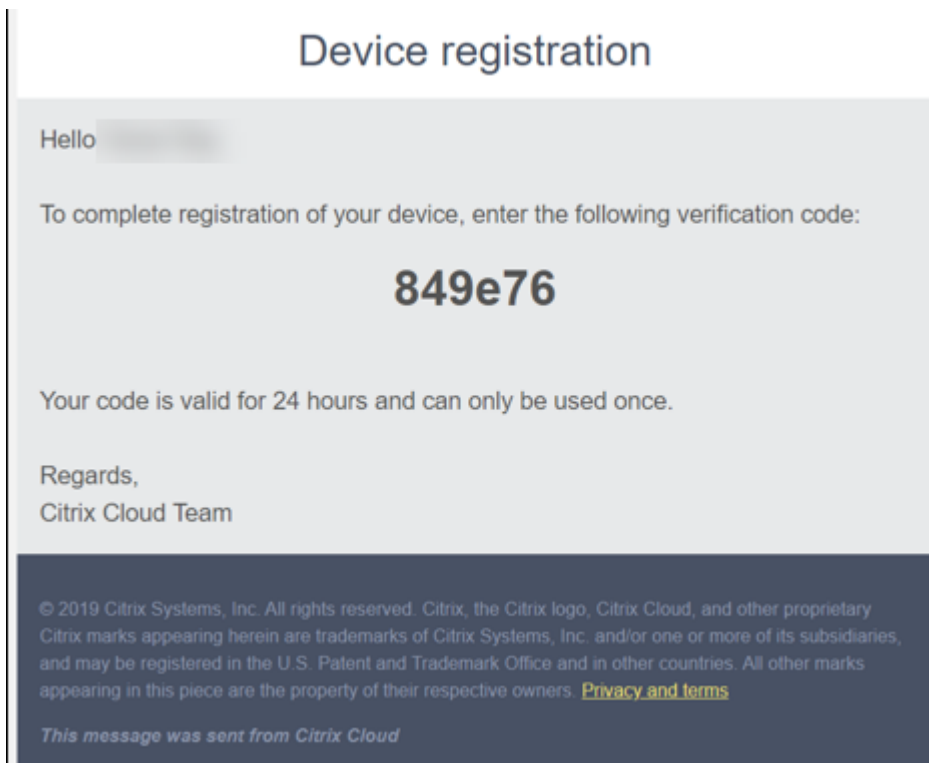 Device registration
Hello
To complete registration of your device, enter the following verification code:
849e76
Your code is valid for 24 hours and can only be used once.
Regards,
Citrix Cloud Team
© 2019 Citrix Systems, Inc. All rights reserved. Citrix, the Citrix logo, Citrix Cloud, and other proprietary
Citrix marks appearing herein are trademarks of Citrix Systems, Inc. and/or one or more of its subsidiaries,
and may be registered in the U.S. Patent and Trademark Office and in other countries. All other marks
appearing in this piece are the property of their respective owners. Privacy and terms
This message was sent from Citrix Cloud